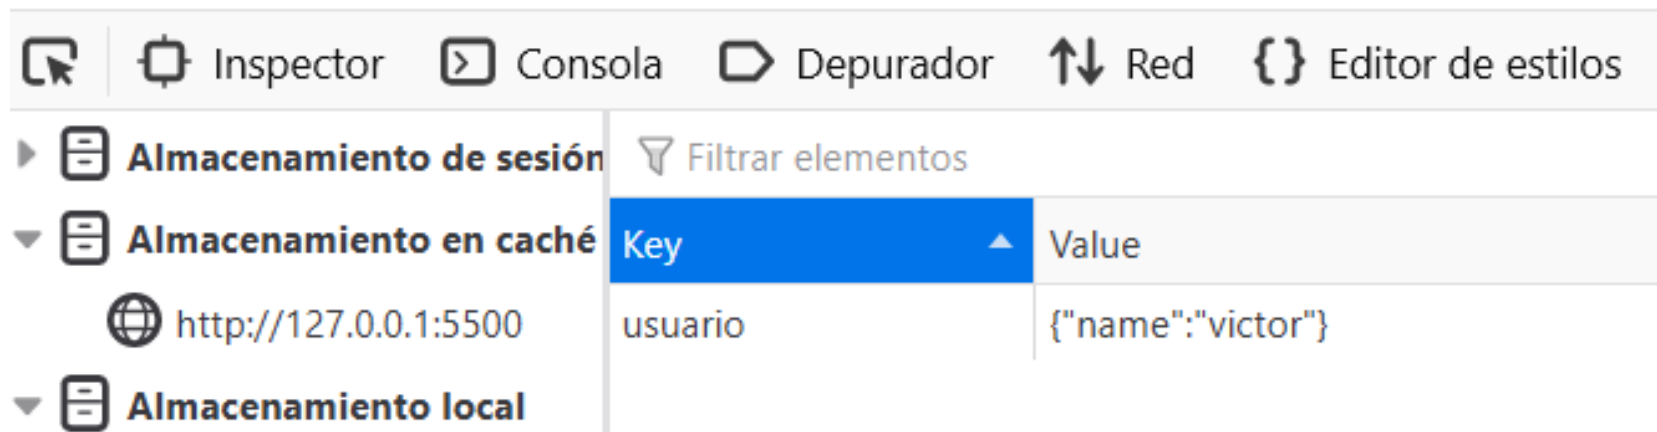 Inspector Consola Depurador Red Editor de estilos
Almacenamiento de sesión
Filtrar elementos
Almacenamiento en caché
Key Value
http://127.0.0.1:5500
usuario {"name":"victor"}
Almacenamiento local